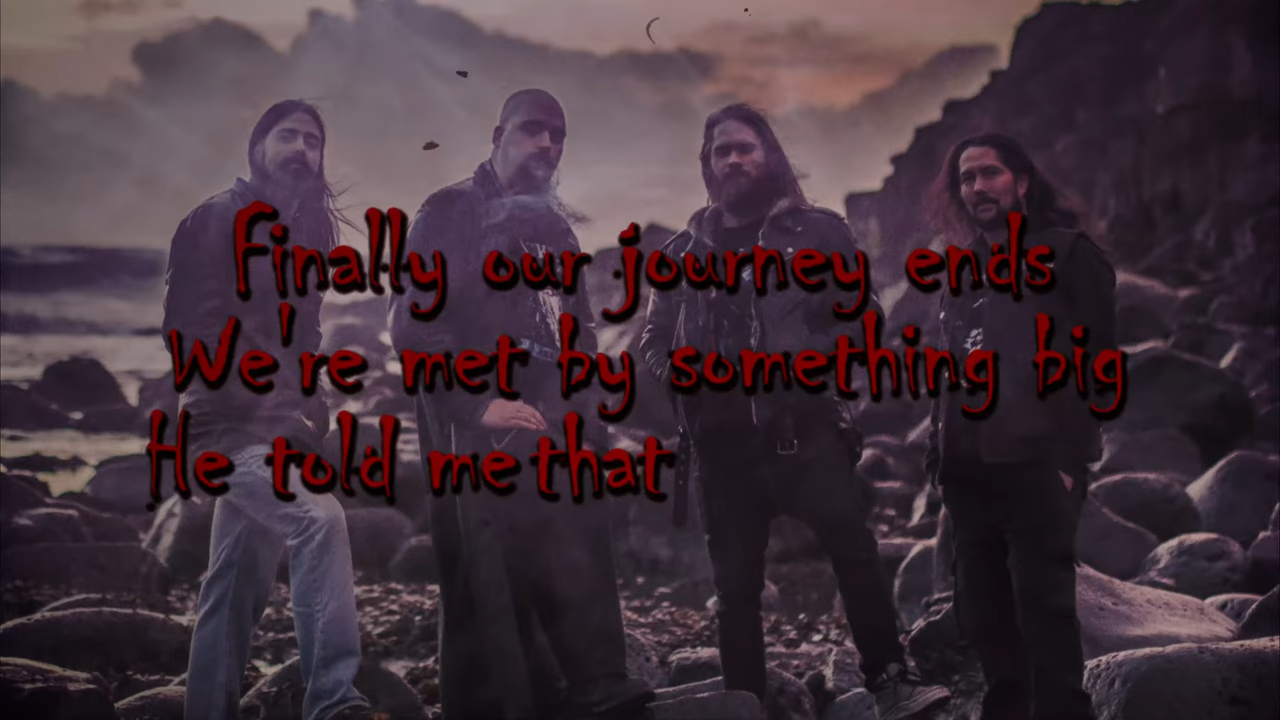 Finally our journey ends
We're met by something big
He told me that